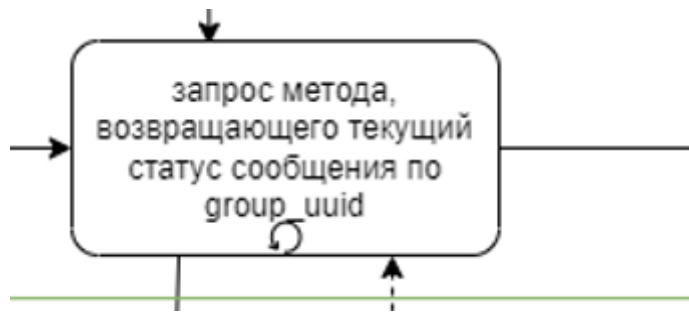 запрос метода,
возвращающего текущий
статус сообщения по
group_uuid